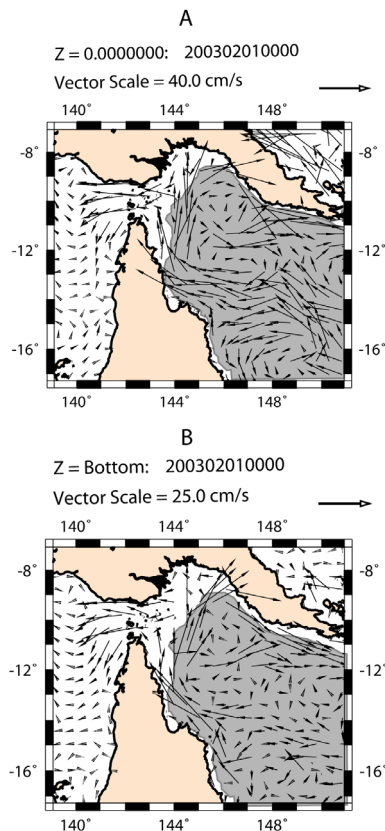 A
Z = 0.0000000: 200302010000
Vector Scale = 40.0 cm/s
140˚ 144˚ 148˚
-8˚ -8˚
-12˚ -12˚
-16˚ -16˚
140˚ 144˚ 148˚
B
Z = Bottom: 200302010000
Vector Scale = 25.0 cm/s
140˚ 144˚ 148˚
-8˚ -8˚
-12˚ -12˚
-16˚ -16˚
140˚ 144˚ 148˚